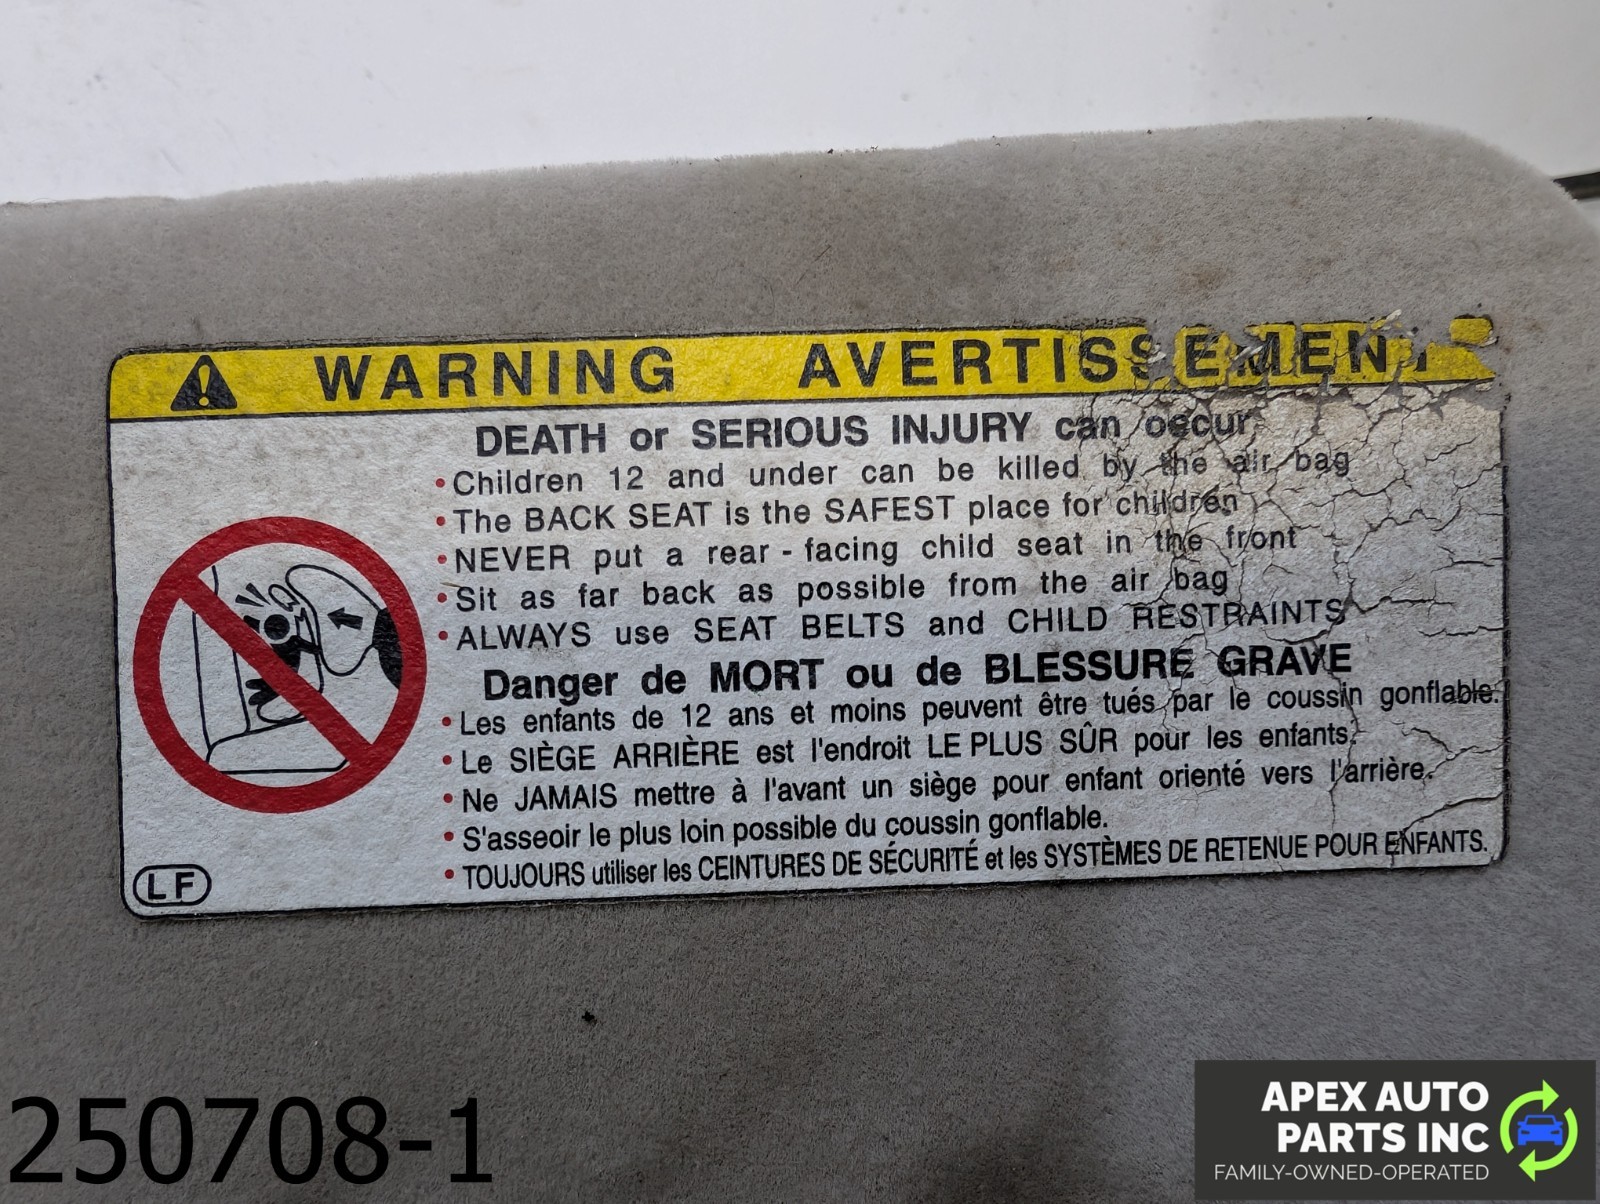 WARNING AVERTISSEMENT
DEATH or SERIOUS INJURY can occur
•Children 12 and under can be killed by the air bag
•The BACK SEAT is the SAFEST place for children
•NEVER put a rear-facing child seat in the front
•Sit as far back as possible from the air bag
•ALWAYS use SEAT BELTS and CHILD RESTRAINTS
Danger de MORT ou de BLESSURE GRAVE
•Les enfants de 12 ans et moins peuvent être tués par le coussin gonflable.
•Le SIÈGE ARRIÈRE est l'endroit LE PLUS SÛR pour les enfants.
•Ne JAMAIS mettre à l'avant un siège pour enfant orienté vers l'arrière.
•S'asseoir le plus loin possible du coussin gonflable.
•TOUJOURS utiliser les CEINTURES DE SÉCURITÉ et les SYSTÈMES DE RETENUE POUR ENFANTS.
LF
250708-1
APEX AUTO
PARTS INC
FAMILY-OWNED-OPERATED